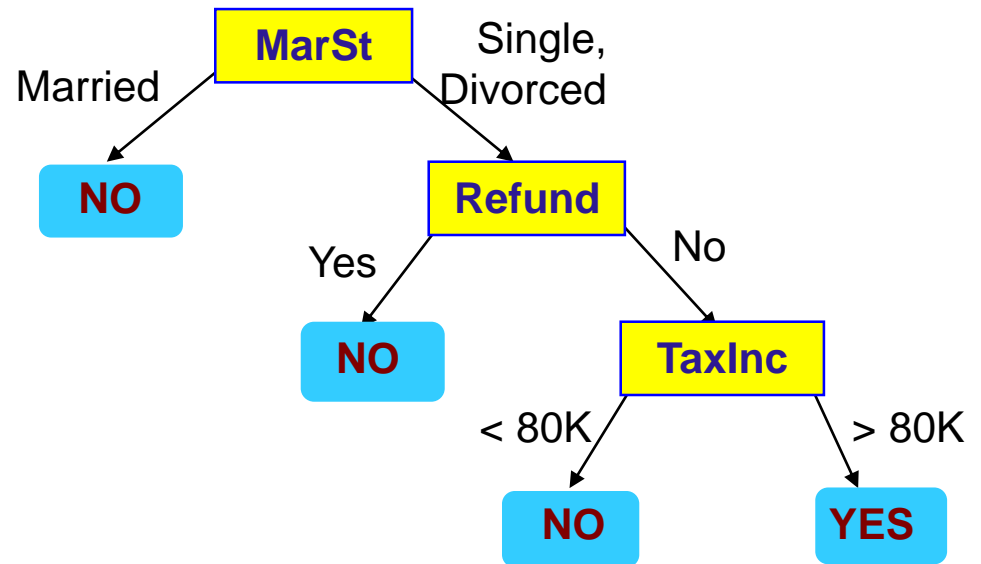 MarSt
Single,
Divorced
Married
NO
Refund
Yes
No
NO
TaxInc
< 80K
> 80K
NO
YES